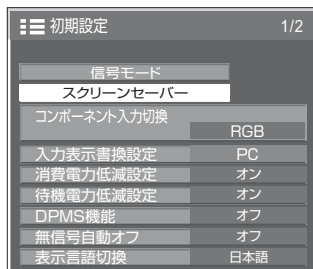 初期設定 1/2
信号モード
スクリーンセーバー
コンポーネント入力切換
RGB
入力表示書換設定 PC
消費電力低減設定 オン
待機電力低減設定 オン
DPMS機能 オフ
無信号自動オフ オフ
表示言語切換 日本語